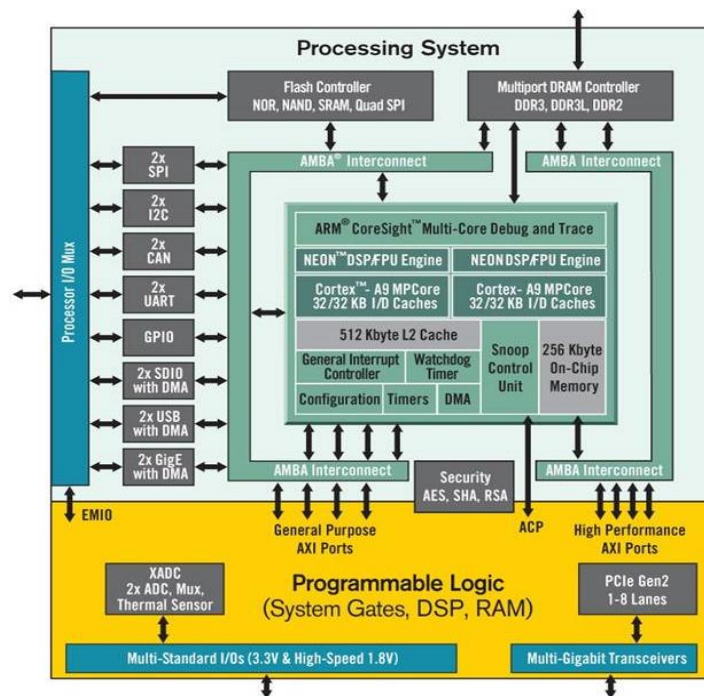 Processing System
Flash Controller
NOR, NAND, SRAM, Quad SPI
Multiport DRAM Controller
DDR3, DDR3L, DDR2
Processor I/O Mux
2x
SPI
2x
I2C
2x
CAN
2x
UART
GPIO
2x SDIO
with DMA
2x USB
with DMA
2x GigE
with DMA
AMBA® Interconnect
AMBA Interconnect
ARM® CoreSight™ Multi-Core Debug and Trace
NEON™ DSP/FPU Engine
NEON DSP/FPU Engine
Cortex™- A9 MPCore
32/32 KB I/D Caches
Cortex- A9 MPCore
32/32 KB I/D Caches
512 Kbyte L2 Cache
General Interrupt
Controller
Watchdog
Timer
Configuration
Timers
DMA
Snoop
Control
Unit
256 Kbyte
On-Chip
Memory
AMBA Interconnect
AMBA Interconnect
Security
AES, SHA, RSA
EMIO
General Purpose
AXI Ports
ACP
High Performance
AXI Ports
XADC
2x ADC, Mux,
Thermal Sensor
Programmable Logic
(System Gates, DSP, RAM)
PCIe Gen2
1-8 Lanes
Multi-Standard I/Os (3.3V & High-Speed 1.8V)
Multi-Gigabit Transceivers